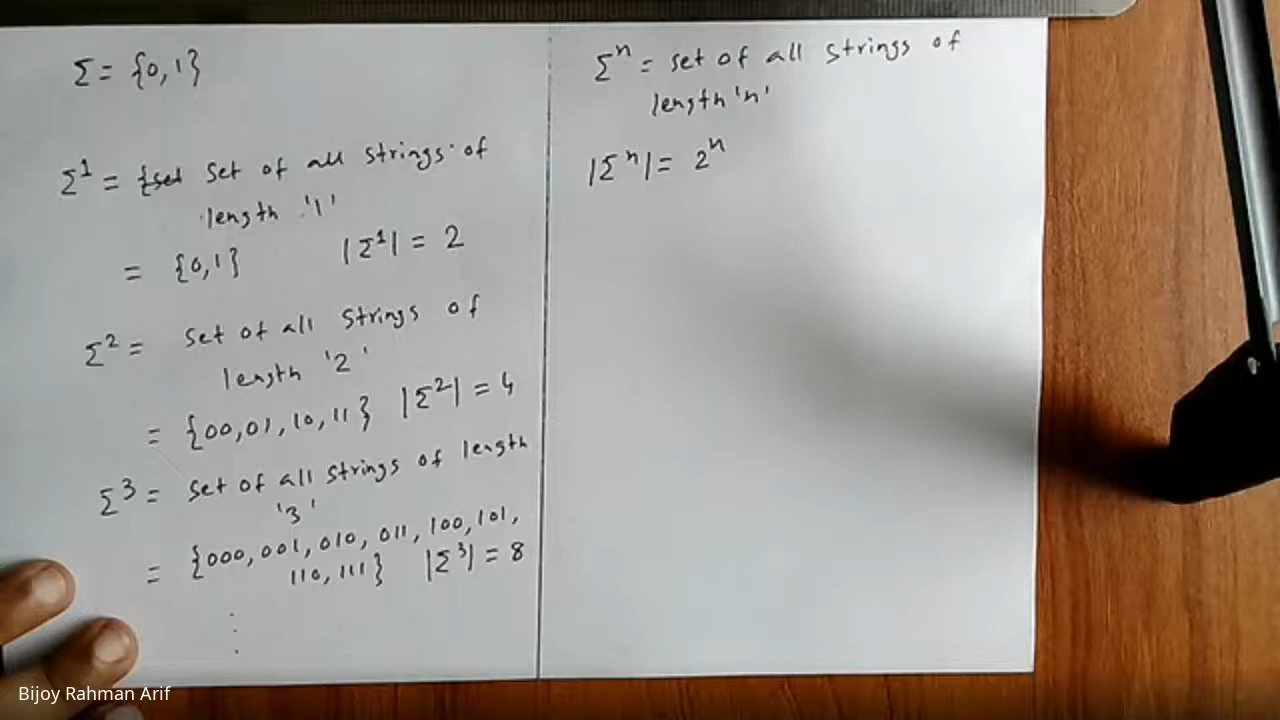 Σ = {0,1}
Σ¹ = {set Set of all strings of
length '1'
= {0,1} |Σ¹| = 2
Σ² = Set of all Strings of
length '2'
= {00,01,10,11} |Σ²| = 4
Σ³ = Set of all strings of length
'3'
= {000,001,010,011,100,101,
110,111} |Σ³| = 8
⋮
Σⁿ = set of all strings of
length 'n'
|Σⁿ| = 2ⁿ
Bijoy Rahman Arif